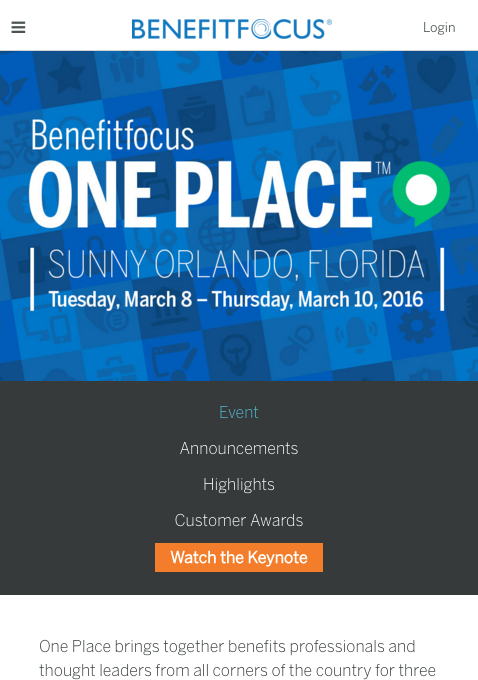 BENEFITFOCUS®
Login
Benefitfocus
ONE PLACE™
SUNNY ORLANDO, FLORIDA
Tuesday, March 8 – Thursday, March 10, 2016
Event
Announcements
Highlights
Customer Awards
Watch the Keynote
One Place brings together benefits professionals and
thought leaders from all corners of the country for three